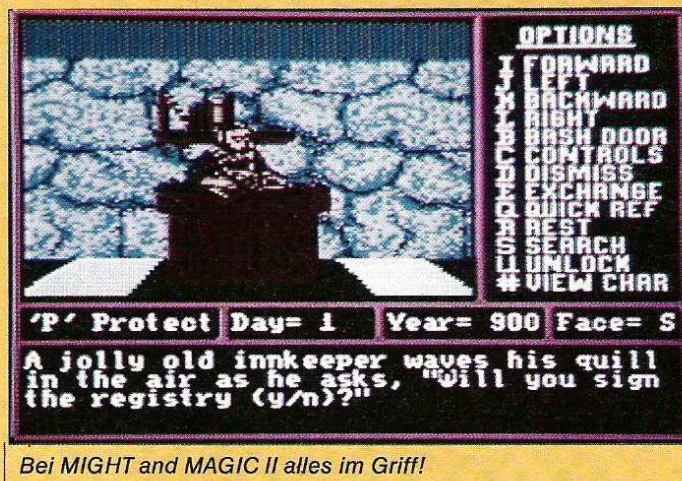 OPTIONS
I FORWARD
J LEFT
M BACKWARD
K RIGHT
B BASH DOOR
C CONTROLS
D DISMISS
E EXCHANGE
Q QUICK REF
R REST
S SEARCH
U UNLOCK
# VIEW CHAR
'P' Protect Day= 1 Year= 900 Face= S
A jolly old innkeeper waves his quill
in the air as he asks, "Will you sign
the registry (y/n)?"
Bei MIGHT and MAGIC II alles im Griff!